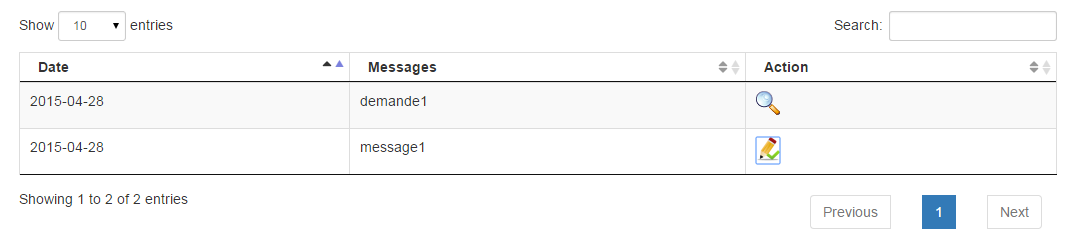 Show 10 entries Search:
Date Messages Action
2015-04-28 demande1
2015-04-28 message1
Showing 1 to 2 of 2 entries
Previous 1 Next